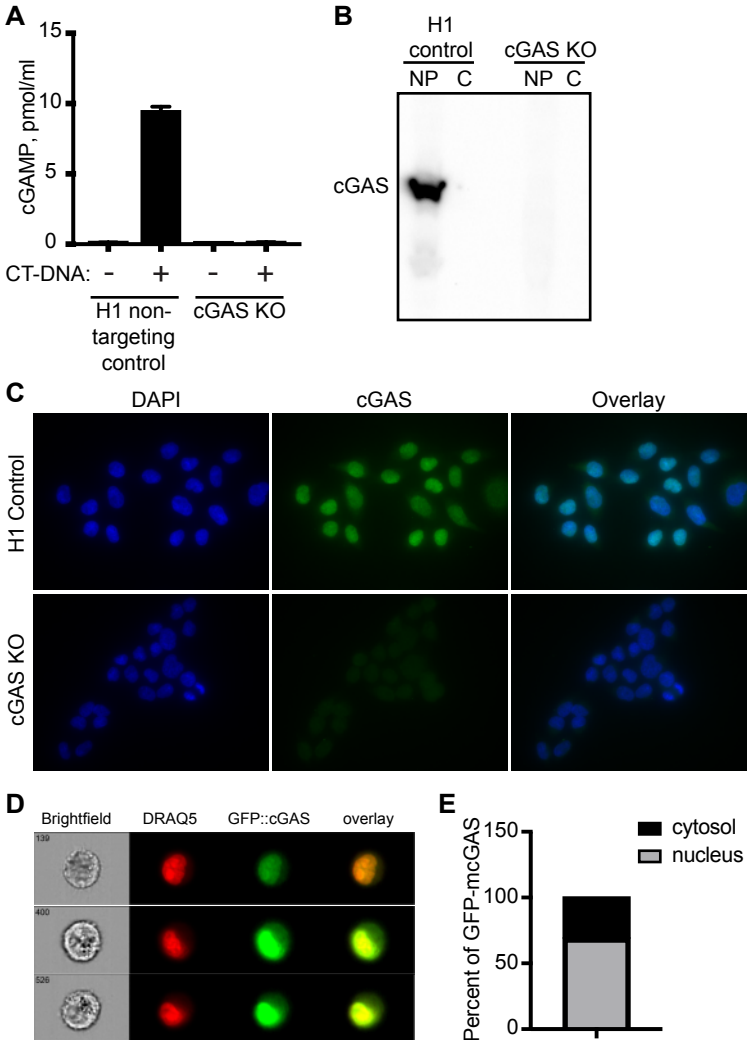 A
15
10
5
0
cGAMP, pmol/ml
CT-DNA: - + - +
H1 non-
targeting
control
cGAS KO
B
H1
control
cGAS KO
NP C NP C
cGAS
C
DAPI cGAS Overlay
H1 Control
cGAS KO
D
Brightfield DRAQ5 GFP::cGAS overlay
139
400
526
E
150
100
50
0
Percent of GFP-mcGAS
cytosol
nucleus